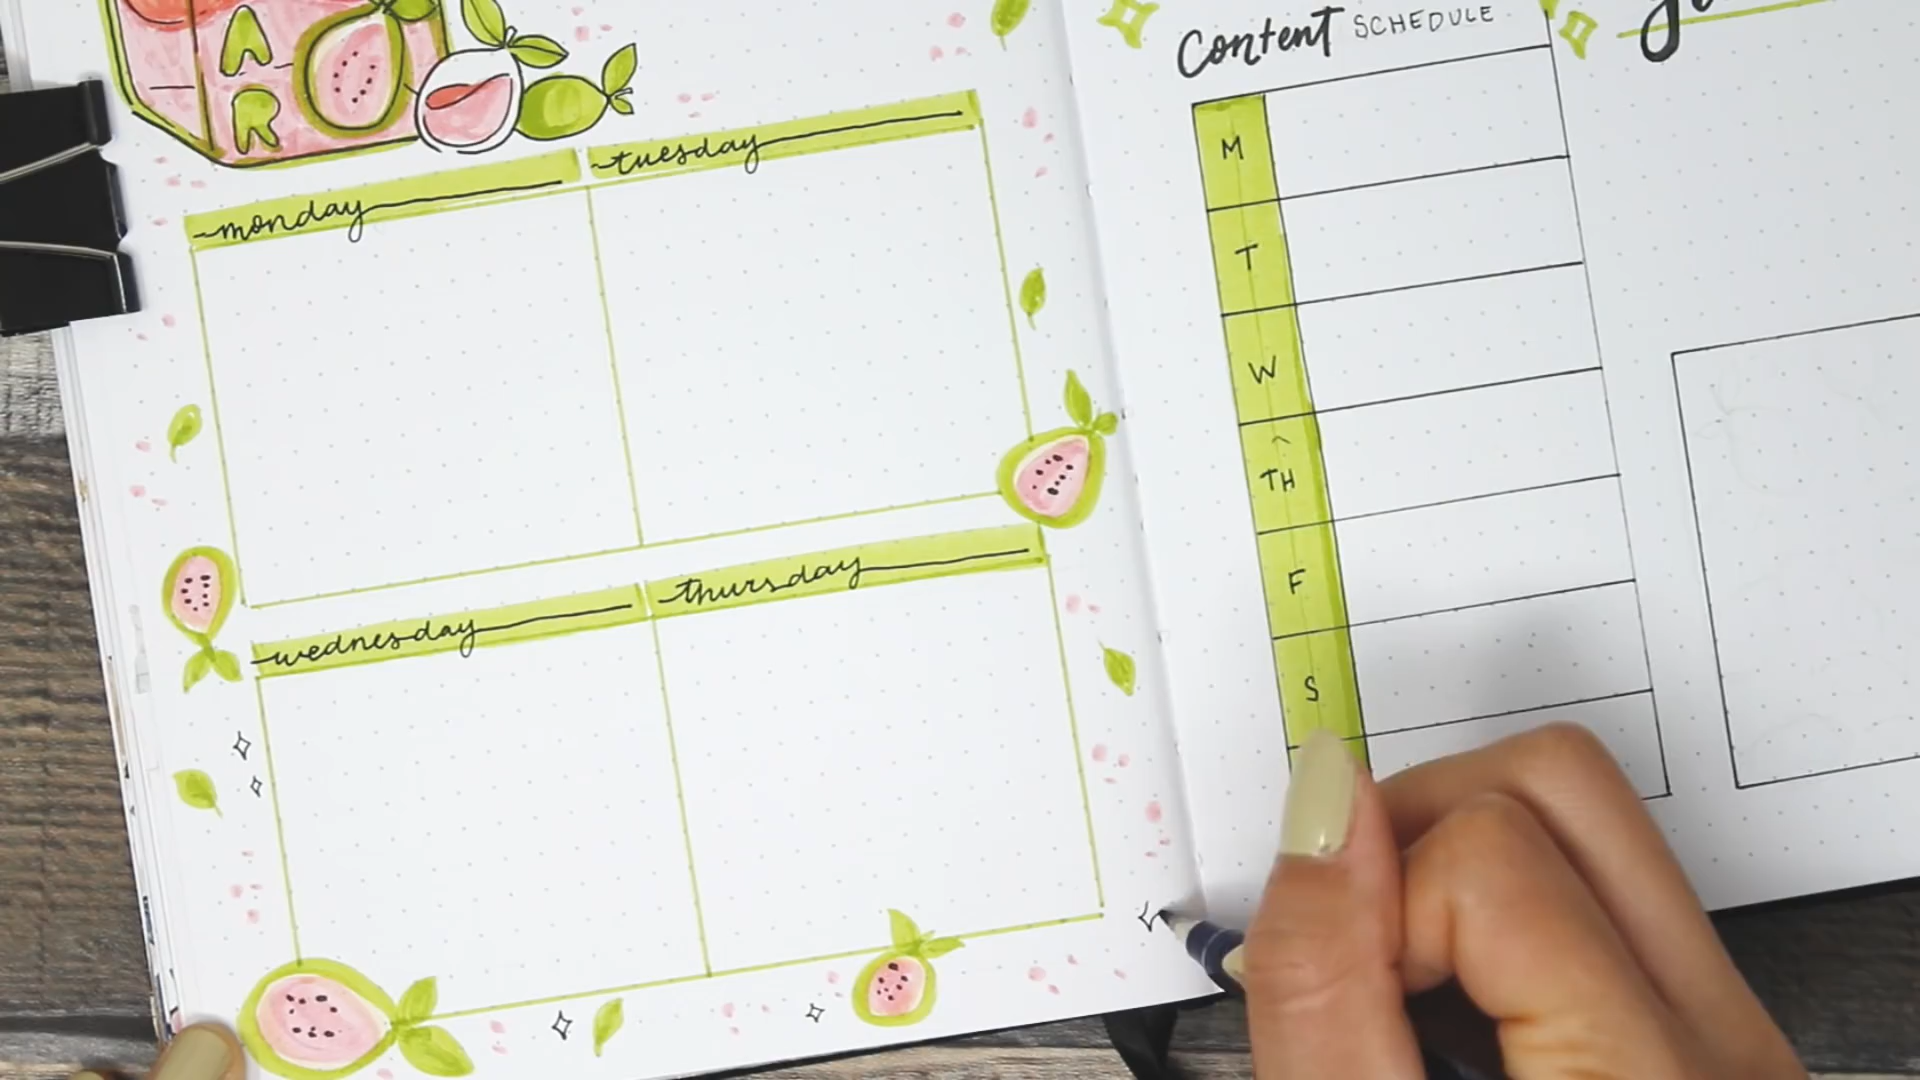 A
R
monday
tuesday
wednesday
thursday
Content SCHEDULE
M
T
W
TH
F
S